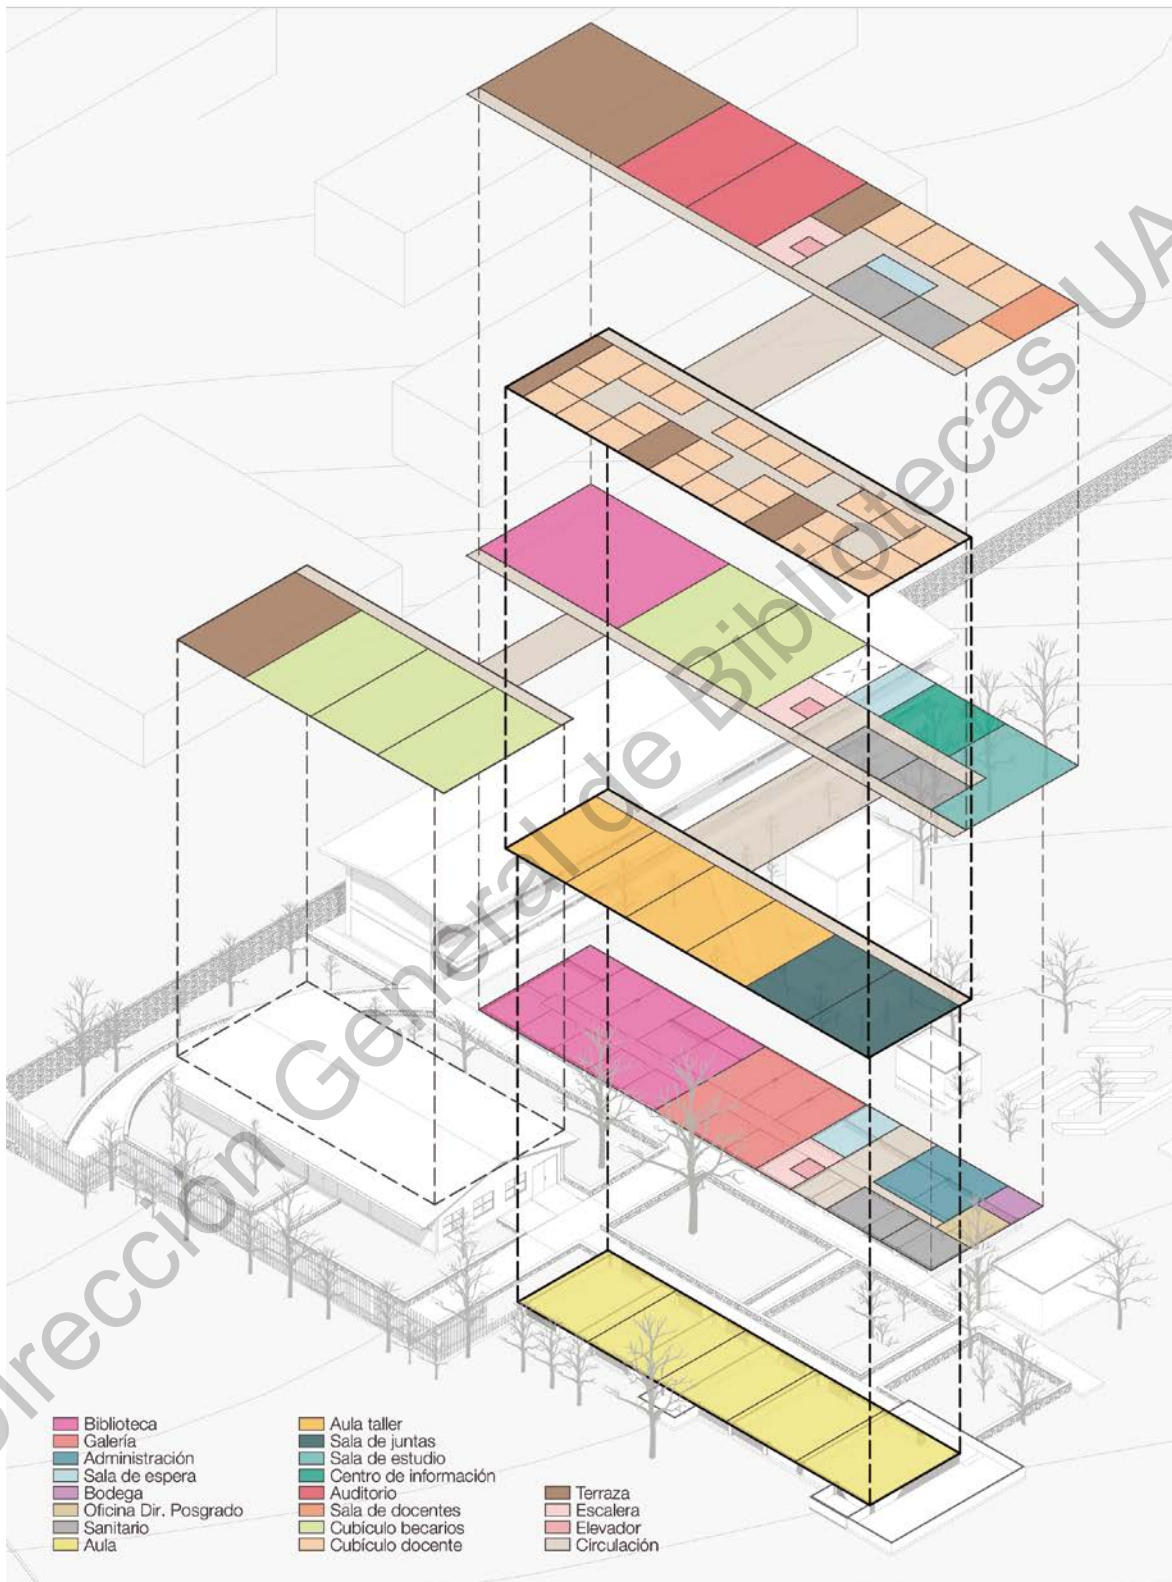 Dirección General de Bibliotecas UA
Biblioteca
Galería
Administración
Sala de espera
Bodega
Oficina Dir. Posgrado
Sanitario
Aula
Aula taller
Sala de juntas
Sala de estudio
Centro de información
Auditorio
Sala de docentes
Cubículo becarios
Cubículo docente
Terraza
Escalera
Elevador
Circulación